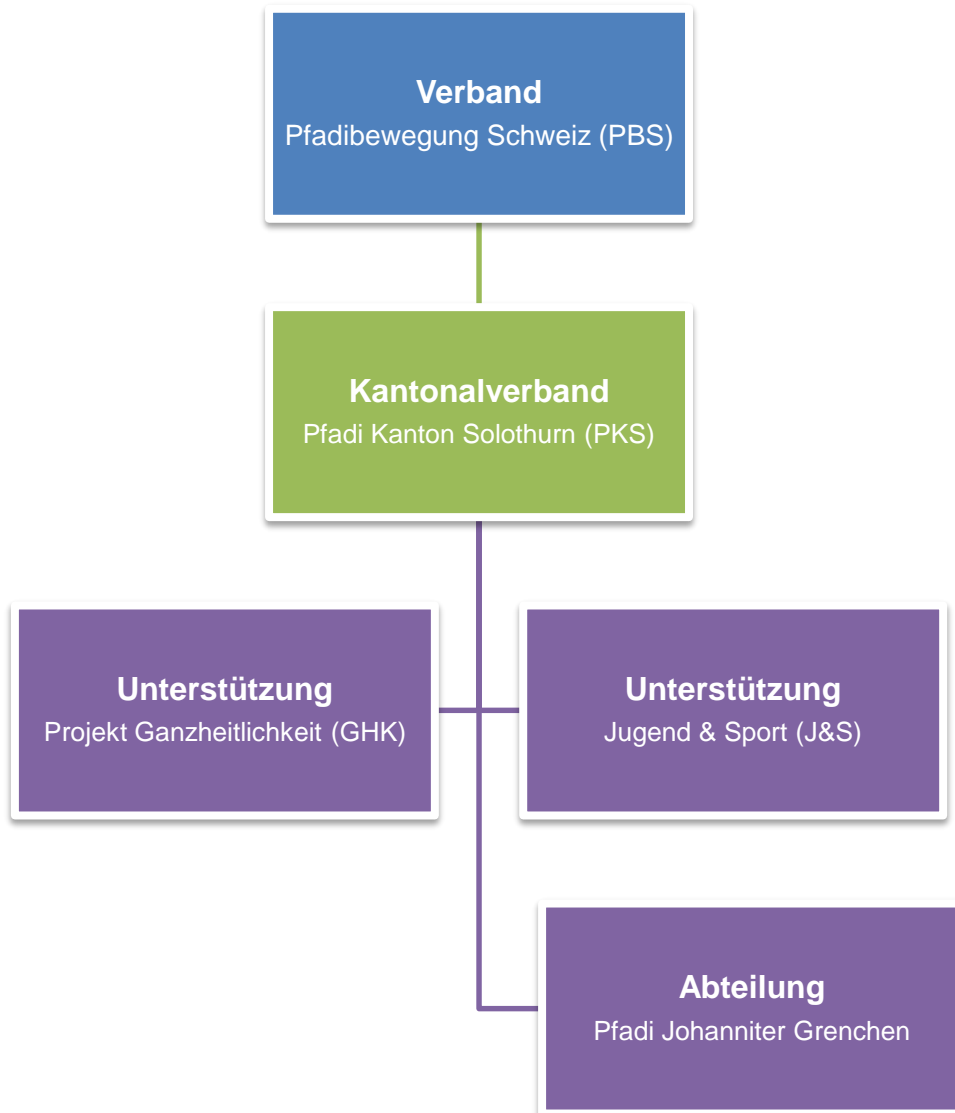 Verband
Pfadibewegung Schweiz (PBS)
Kantonalverband
Pfadi Kanton Solothurn (PKS)
Unterstützung
Projekt Ganzheitlichkeit (GHK)
Unterstützung
Jugend & Sport (J&S)
Abteilung
Pfadi Johanniter Grenchen